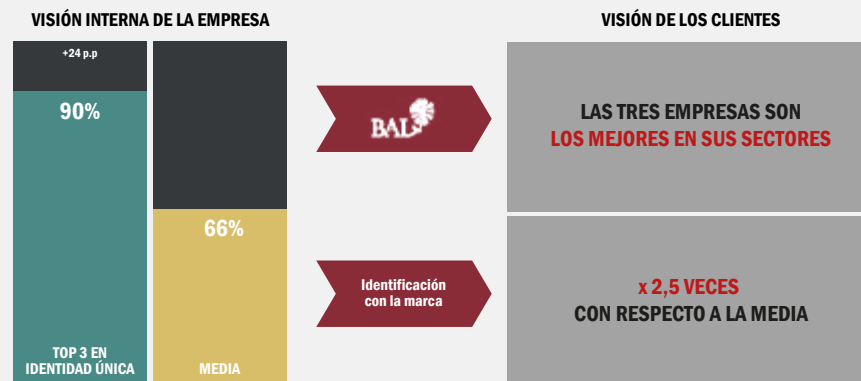 VISIÓN INTERNA DE LA EMPRESA
+24 p.p
90%
TOP 3 EN
IDENTIDAD ÚNICA
66%
MEDIA
BAL
Identificación
con la marca
VISIÓN DE LOS CLIENTES
LAS TRES EMPRESAS SON
LOS MEJORES EN SUS SECTORES
x 2,5 VECES
CON RESPECTO A LA MEDIA